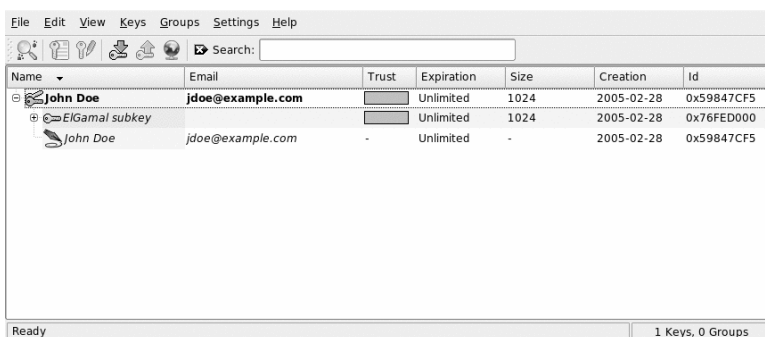 File Edit View Keys Groups Settings Help
Search:
Name Email Trust Expiration Size Creation Id
John Doe jdoe@example.com Unlimited 1024 2005-02-28 0x59847CF5
ElGamal subkey Unlimited 1024 2005-02-28 0x76FED000
John Doe jdoe@example.com - Unlimited - 2005-02-28 0x59847CF5
Ready 1 Keys, 0 Groups